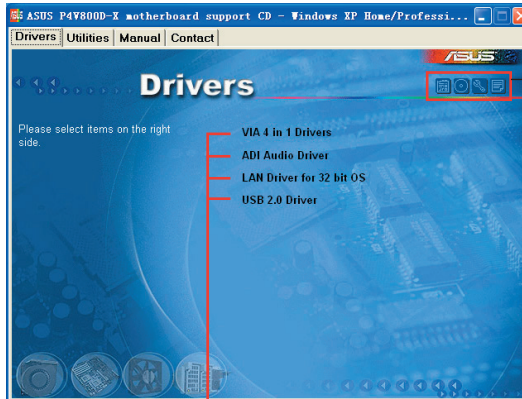 ASUS P4V800D-X motherboard support CD - Windows XP Home/Professi...
Drivers Utilities Manual Contact
ASUS
Drivers
Please select items on the right
side.
VIA 4 in 1 Drivers
ADI Audio Driver
LAN Driver for 32 bit OS
USB 2.0 Driver